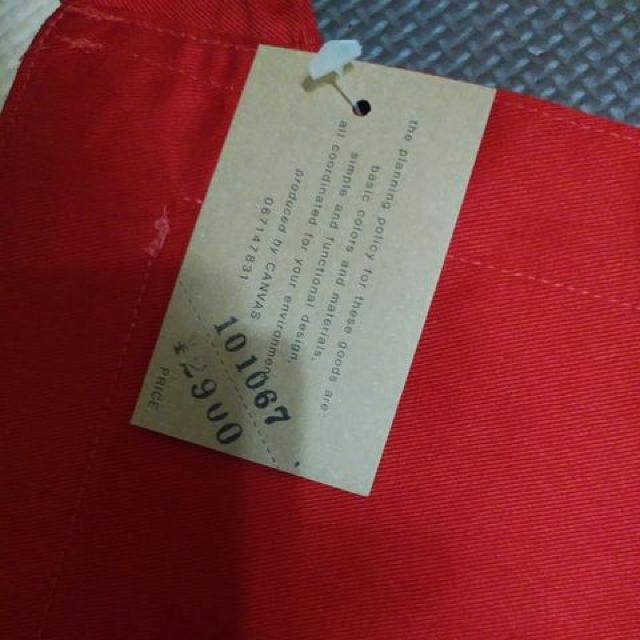 the planning policy for these goods are.
basic colors and materials.
simple and functional design.
all coordinated for your environment.
produced by CANVAS
067147831
101067
¥2900
PRICE